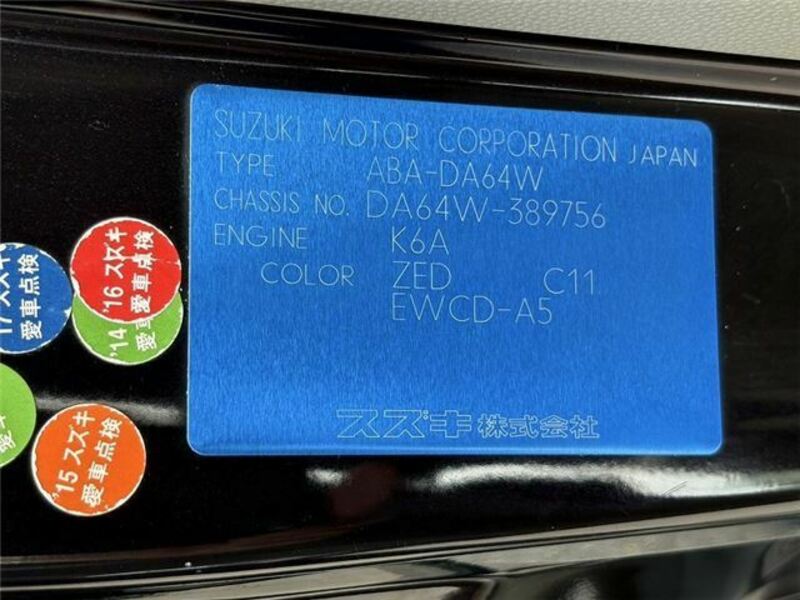 SUZUKI MOTOR CORPORATION JAPAN
TYPE ABA-DA64W
CHASSIS NO. DA64W-389756
ENGINE K6A
COLOR ZED C11
EWCD-A5
スズキ株式会社
'17 スズキ
愛車点検
'16 スズキ
愛車点検
'14
愛車
'15 スズキ
愛車点検
愛